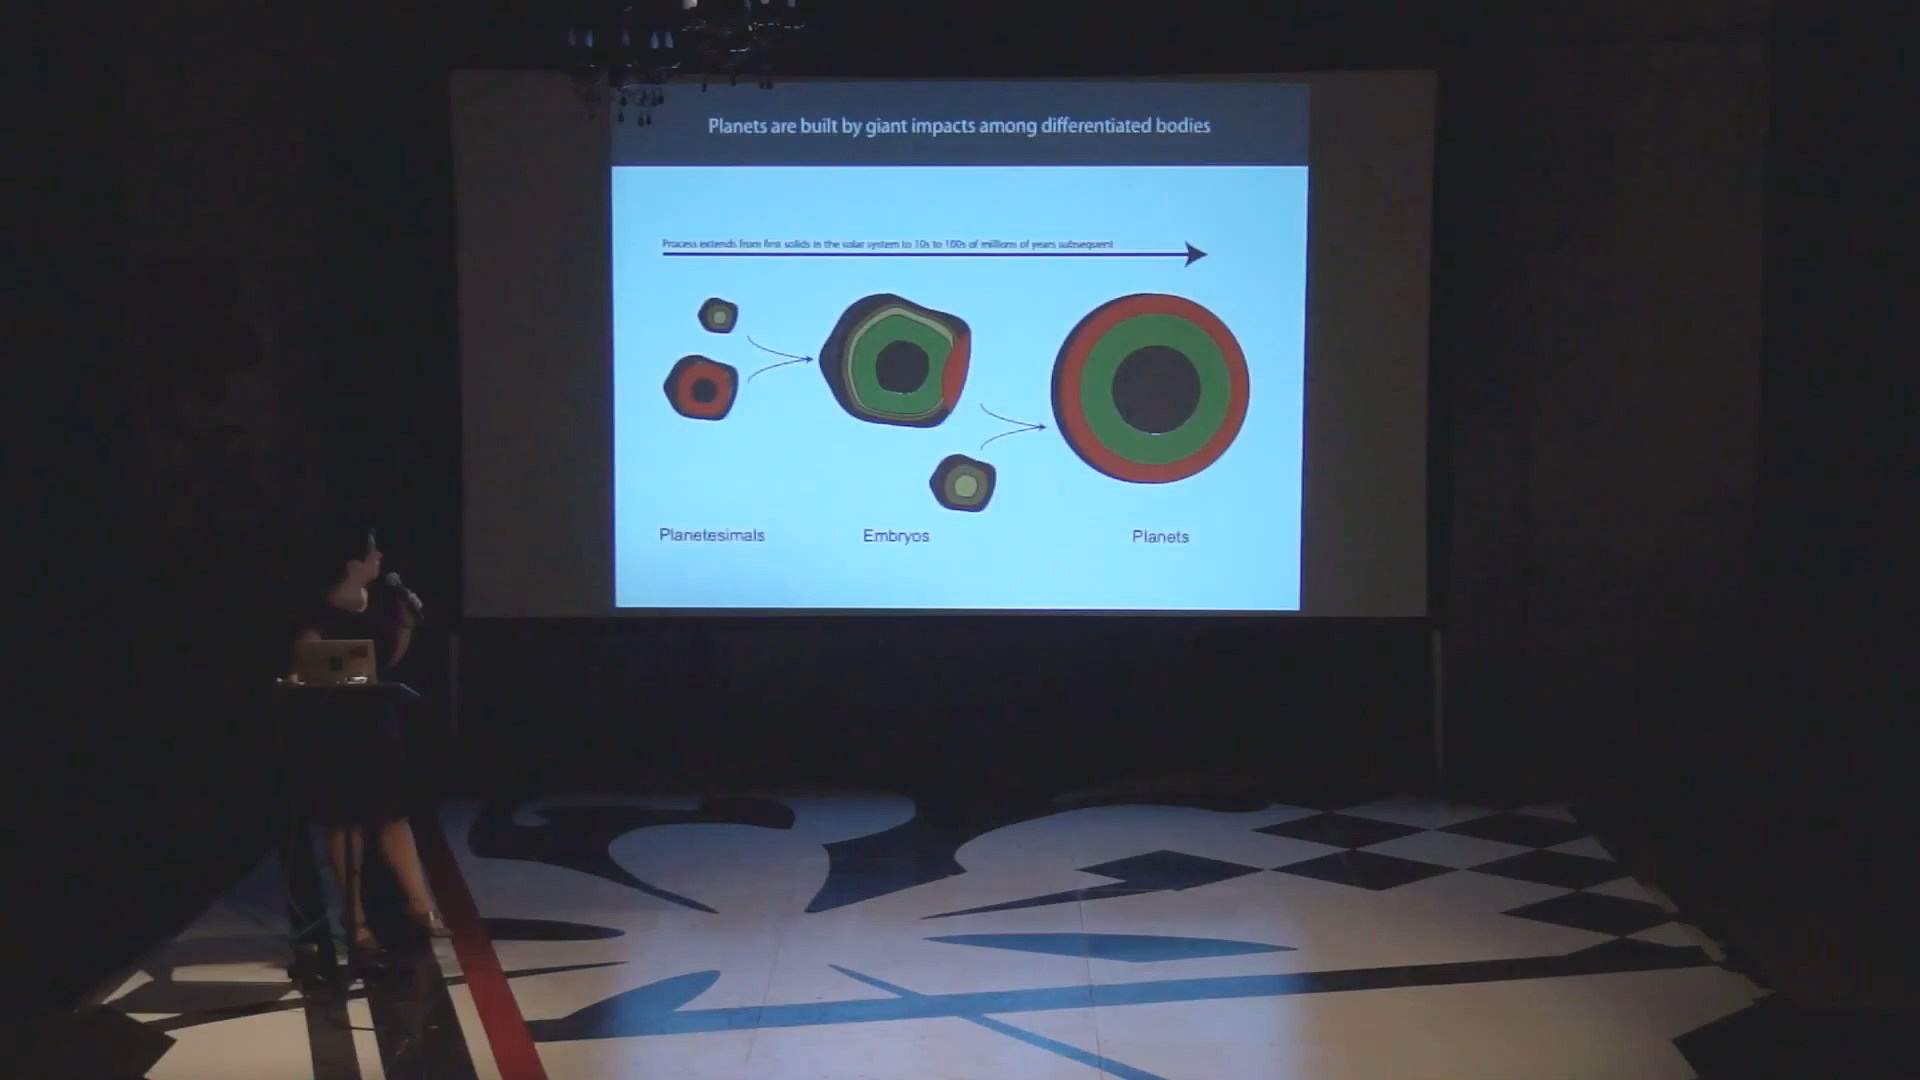 Planets are built by giant impacts among differentiated bodies
Process extends from first solids in the solar system to 10s to 100s of millions of years subsequent
Planetesimals
Embryos
Planets